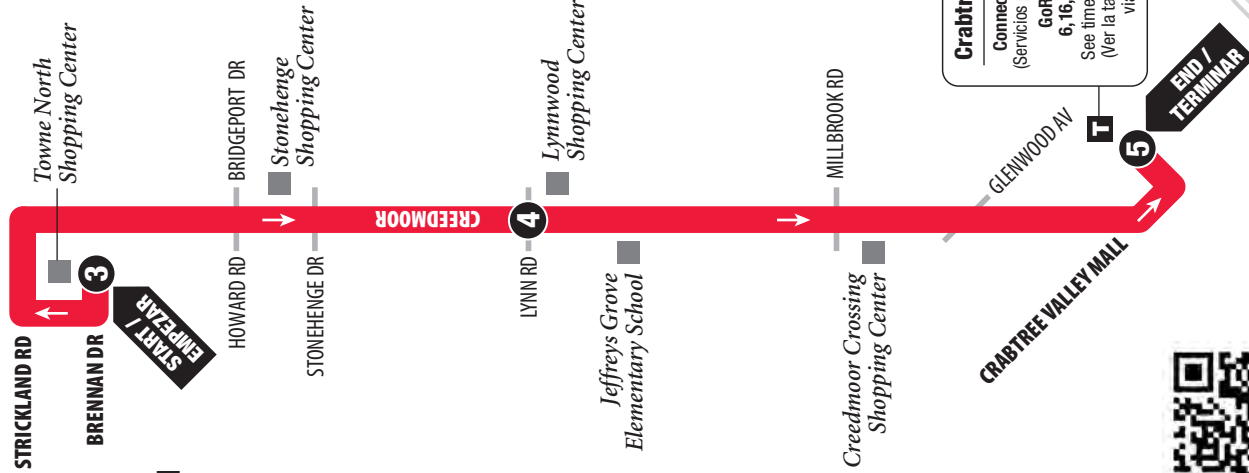 Towne North
Shopping Center
STRICKLAND RD
BRENNAN DR
3
START /
EMPEZAR
HOWARD RD
BRIDGEPORT DR
Stonehenge
Shopping Center
STONEHENGE DR
CREEDMOOR
LYNN RD
4
Lynnwood
Shopping Center
Jeffreys Grove
Elementary School
MILLBROOK RD
Creedmoor Crossing
Shopping Center
GLENWOOD AV
CRABTREE VALLEY MALL
5
END /
TERMINAR
T
Crabtr
Connec
(Servicios
GoR
6, 16,
See time
(Ver la ta
via